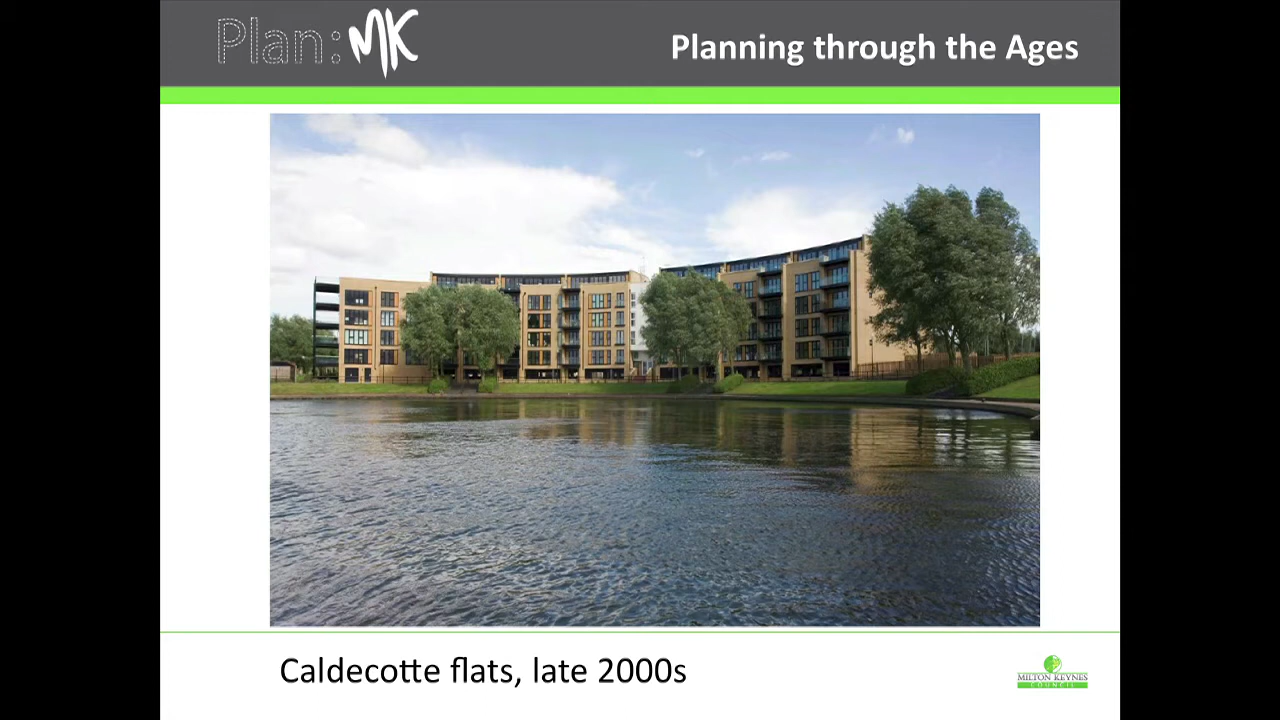 Plan:MK
Planning through the Ages
Caldecotte flats, late 2000s
MILTON KEYNES
COUNCIL